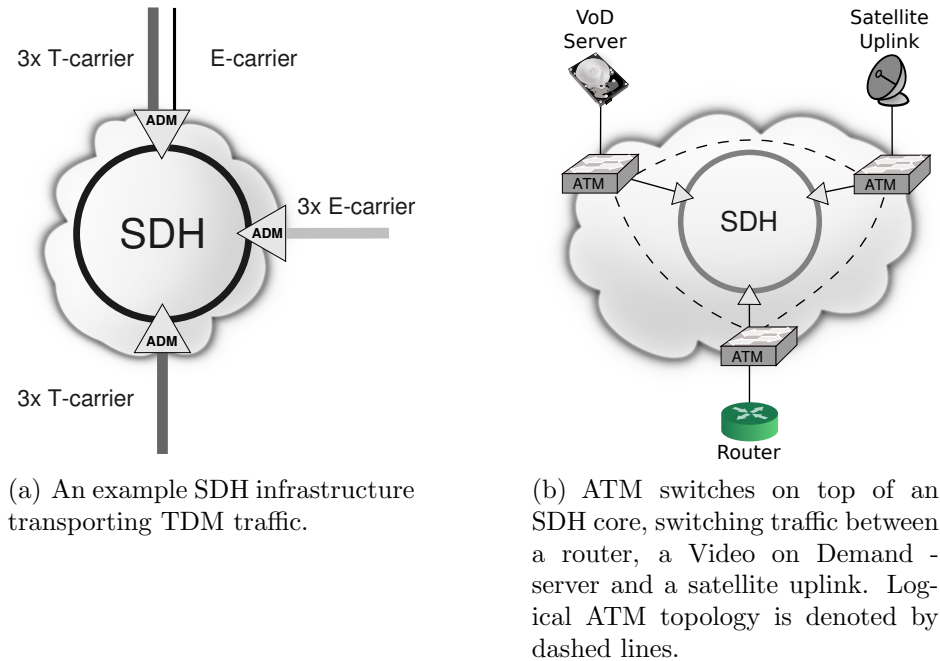 3x T-carrier
E-carrier
ADM
SDH
ADM
3x E-carrier
ADM
3x T-carrier
(a) An example SDH infrastructure
transporting TDM traffic.
VoD
Server
Satellite
Uplink
ATM
ATM
SDH
ATM
Router
(b) ATM switches on top of an
SDH core, switching traffic between
a router, a Video on Demand -
server and a satellite uplink. Log-
ical ATM topology is denoted by
dashed lines.